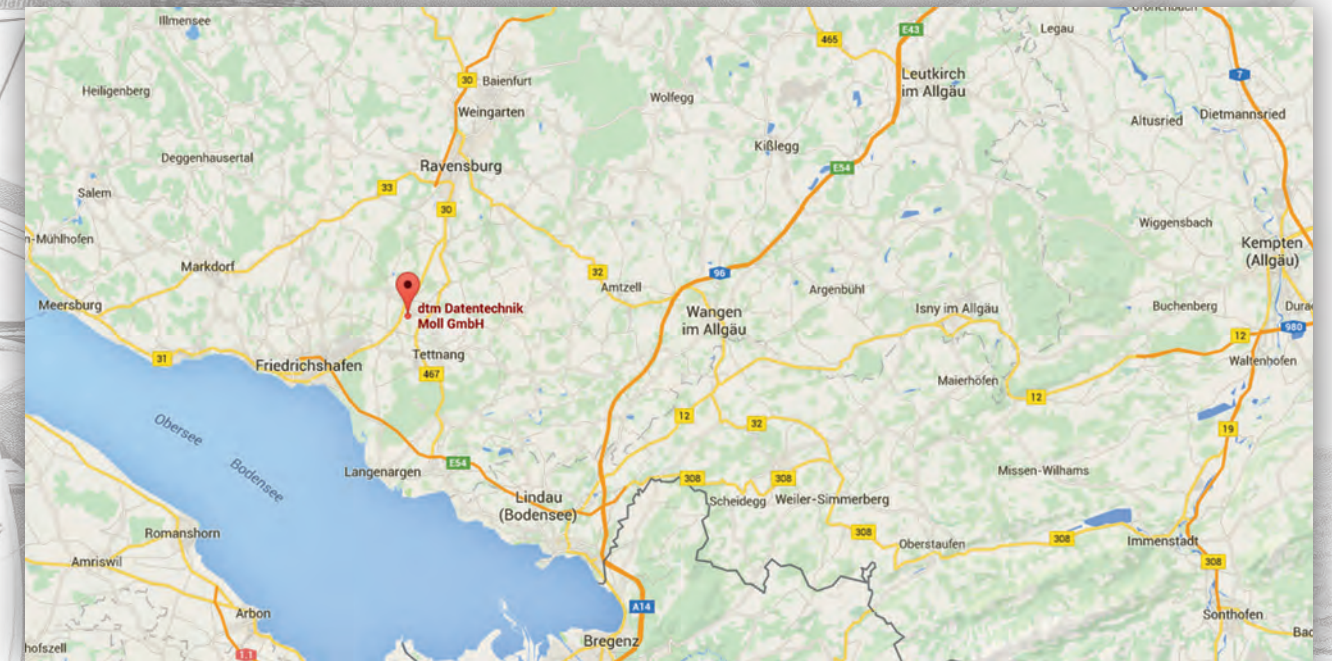 Illmensee
465
E43
Legau
30
Baienfurt
Leutkirch
im Allgäu
7
Heiligenberg
Wolfegg
Weingarten
Altusried
Dietmannsried
Kißlegg
Deggenhausertal
Ravensburg
E54
33
Salem
30
Wiggensbach
n-Mühlhofen
Kempten
(Allgäu)
Markdorf
32
96
Amtzell
Argenbühl
Meersburg
dtm Datentechnik
Moll GmbH
Wangen
im Allgäu
Isny im Allgäu
Buchenberg
Durac
980
12
31
Friedrichshafen
Tettnang
Waltenhofen
467
Maierhöfen
12
12
32
19
Obersee
Bodensee
E54
Langenargen
308
308
Missen-Wilhams
Lindau
(Bodensee)
Scheidegg
Weiler-Simmerberg
Romanshorn
308
Oberstaufen
308
Immenstadt
Amriswil
308
A14
Arbon
Sonthofen
Bregenz
Bad
hofszell
1.1